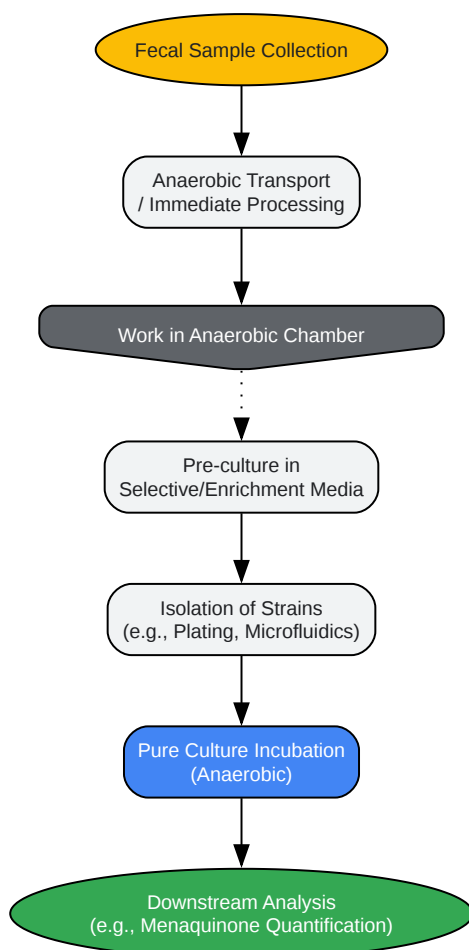 Fecal Sample Collection
Anaerobic Transport
/ Immediate Processing
Work in Anaerobic Chamber
Pre-culture in
Selective/Enrichment Media
Isolation of Strains
(e.g., Plating, Microfluidics)
Pure Culture Incubation
(Anaerobic)
Downstream Analysis
(e.g., Menaquinone Quantification)